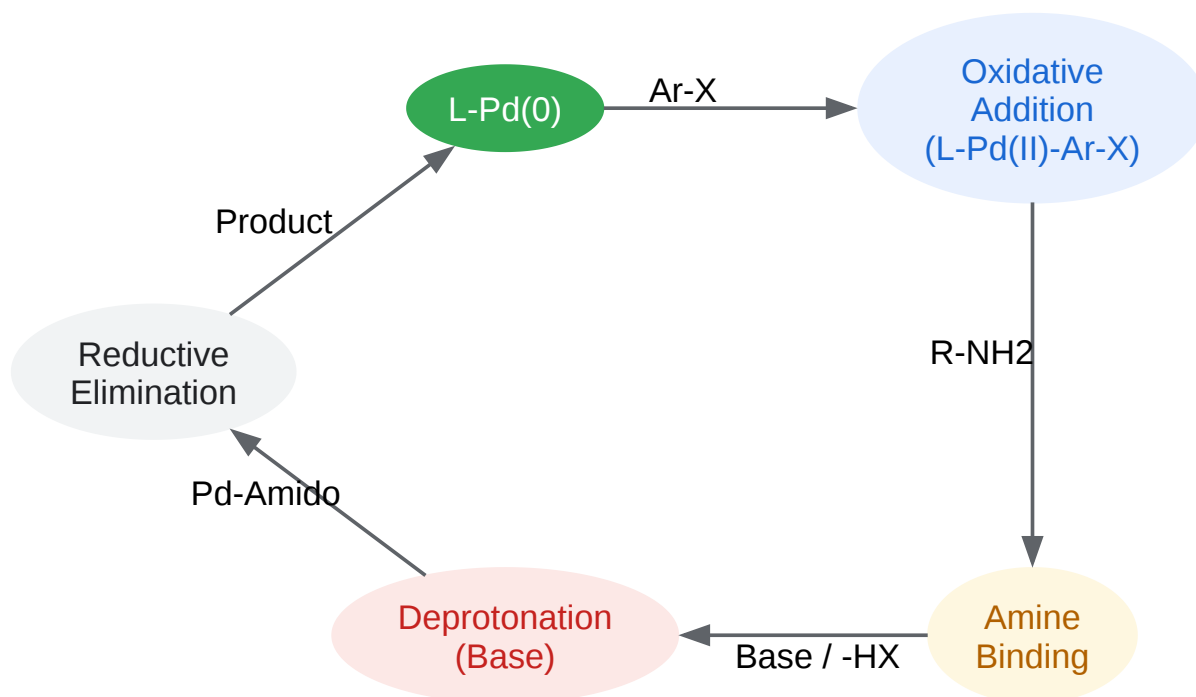 L-Pd(0)
Ar-X
Oxidative
Addition
(L-Pd(II)-Ar-X)
Product
R-NH2
Reductive
Elimination
Pd-Amido
Deprotonation
(Base)
Base / -HX
Amine
Binding